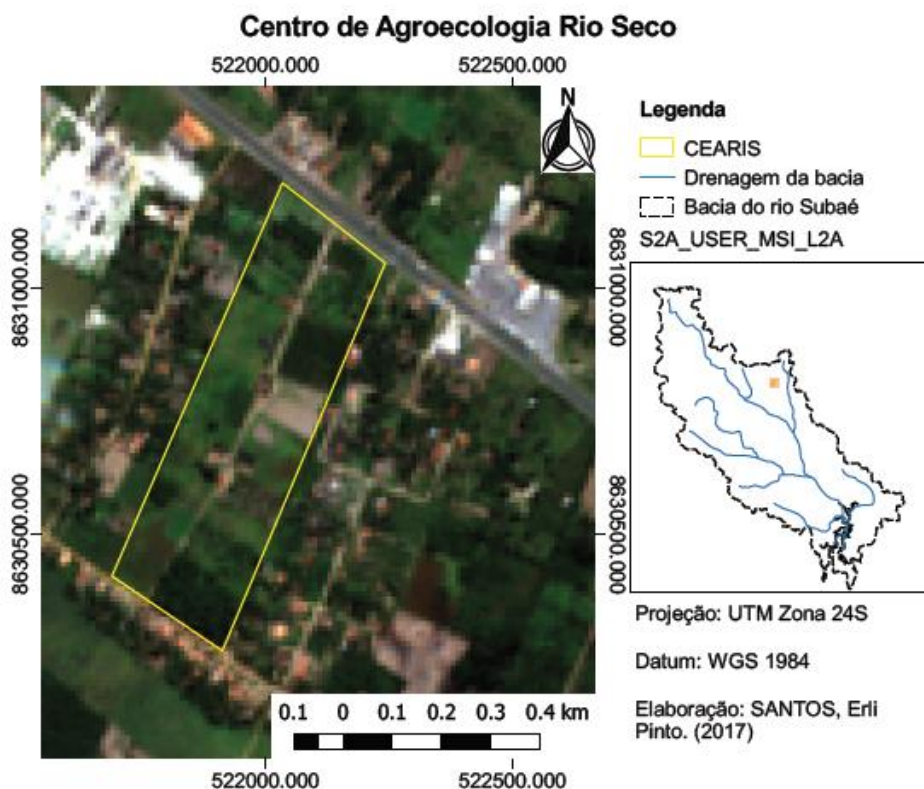 Centro de Agroecologia Rio Seco
522000.000 522500.000
N
8631000.000
8630500.000
8631000.000
8630500.000
0.1 0 0.1 0.2 0.3 0.4 km
522000.000 522500.000
Legenda
CEARIS
Drenagem da bacia
Bacia do rio Subaé
S2A_USER_MSI_L2A
Projeção: UTM Zona 24S
Datum: WGS 1984
Elaboração: SANTOS, Erli
Pinto. (2017)